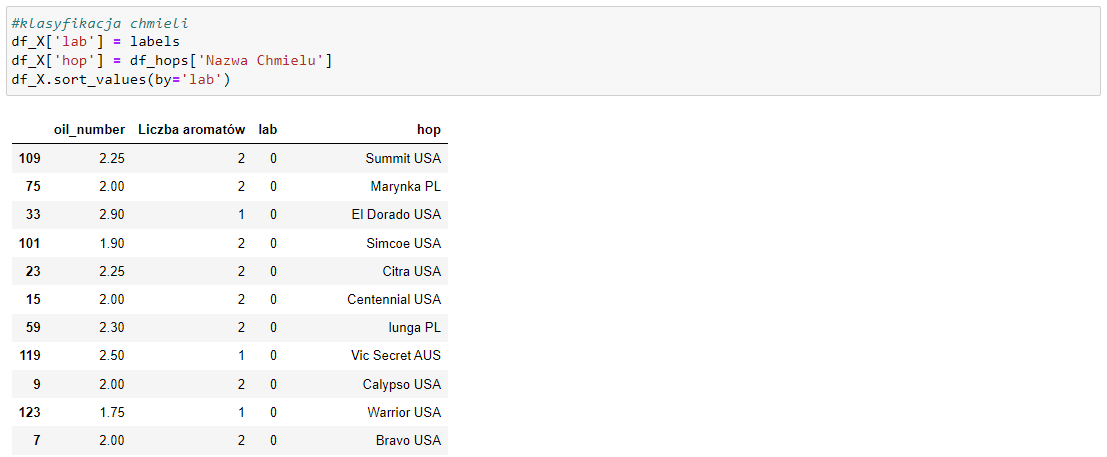 #klasyfikacja chmieli
df_X['lab'] = labels
df_X['hop'] = df_hops['Nazwa Chmielu']
df_X.sort_values(by='lab')
oil_number Liczba aromatów lab hop
109 2.25 2 0 Summit USA
75 2.00 2 0 Marynka PL
33 2.90 1 0 El Dorado USA
101 1.90 2 0 Simcoe USA
23 2.25 2 0 Citra USA
15 2.00 2 0 Centennial USA
59 2.30 2 0 Iunga PL
119 2.50 1 0 Vic Secret AUS
9 2.00 2 0 Calypso USA
123 1.75 1 0 Warrior USA
7 2.00 2 0 Bravo USA